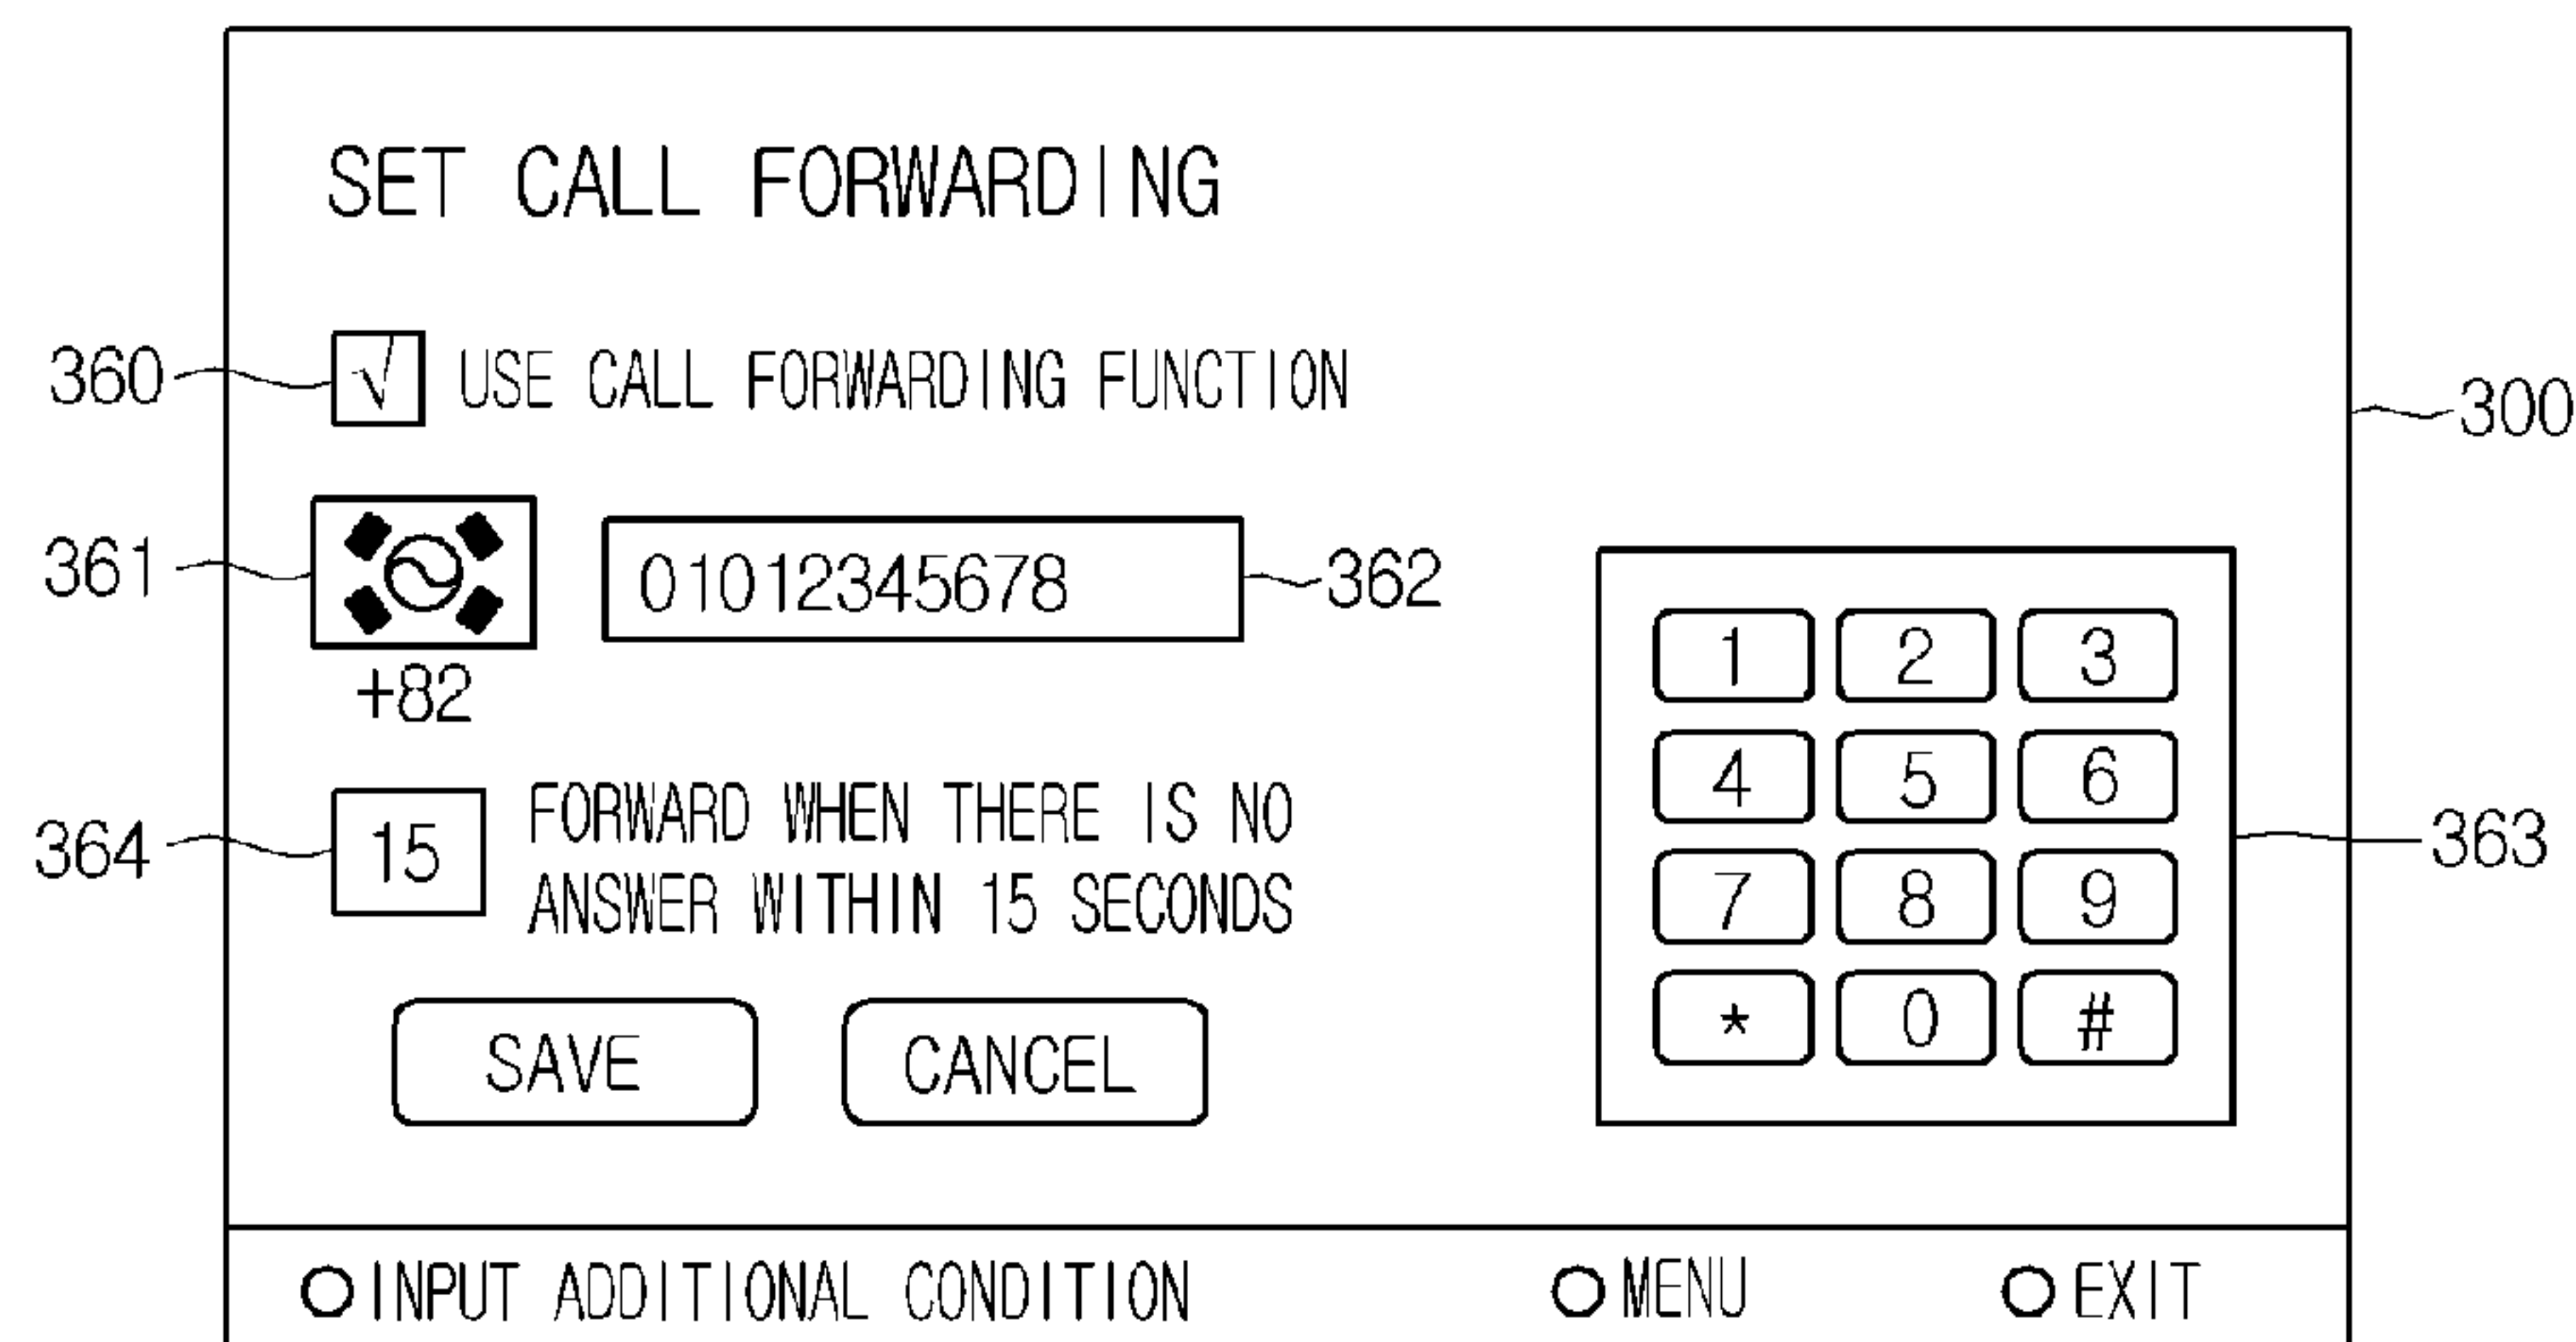 SET CALL FORWARDING
360 √ USE CALL FORWARDING FUNCTION
300
361 01012345678 362
+82
1 2 3
4 5 6
364 15 FORWARD WHEN THERE IS NO
ANSWER WITHIN 15 SECONDS
363
7 8 9
* 0 #
SAVE CANCEL
INPUT ADDITIONAL CONDITION MENU EXIT